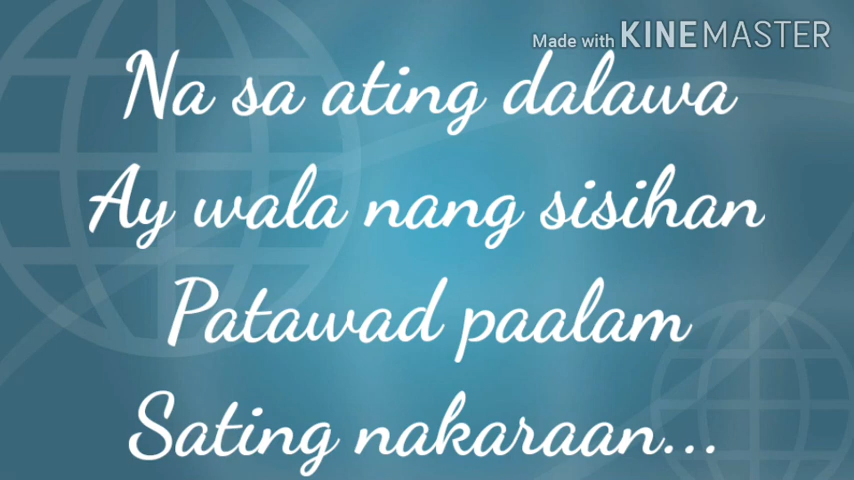 Made with KINEMASTER
Na sa ating dalawa
Ay wala nang sisihan
Patawad paalam
Sating nakaraan...